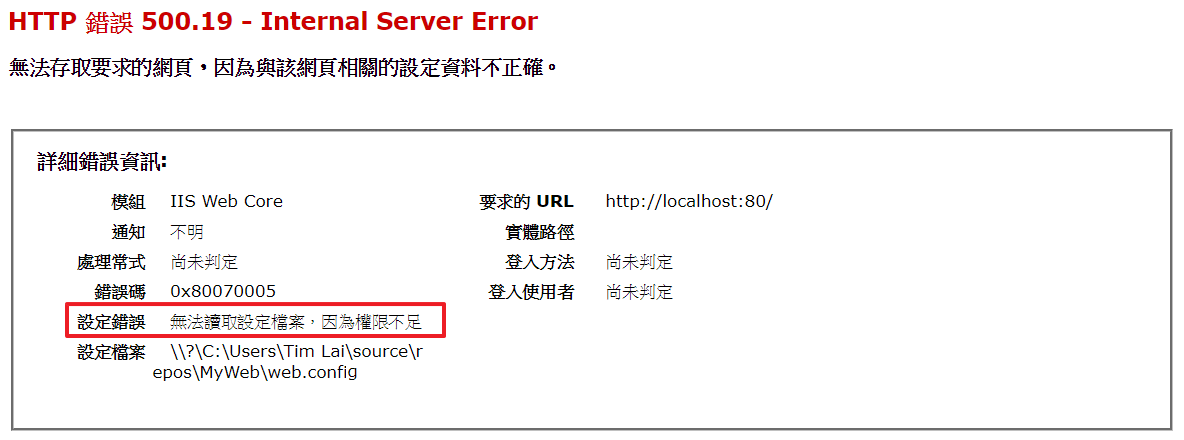 HTTP 錯誤 500.19 - Internal Server Error
無法存取要求的網頁，因為與該網頁相關的設定資料不正確。
詳細錯誤資訊:
模組 IIS Web Core 要求的 URL http://localhost:80/
通知 不明 實體路徑
處理常式 尚未判定 登入方法 尚未判定
錯誤碼 0x80070005 登入使用者 尚未判定
設定錯誤 無法讀取設定檔案，因為權限不足
設定檔案 \\?\C:\Users\Tim Lai\source\r
epos\MyWeb\web.config